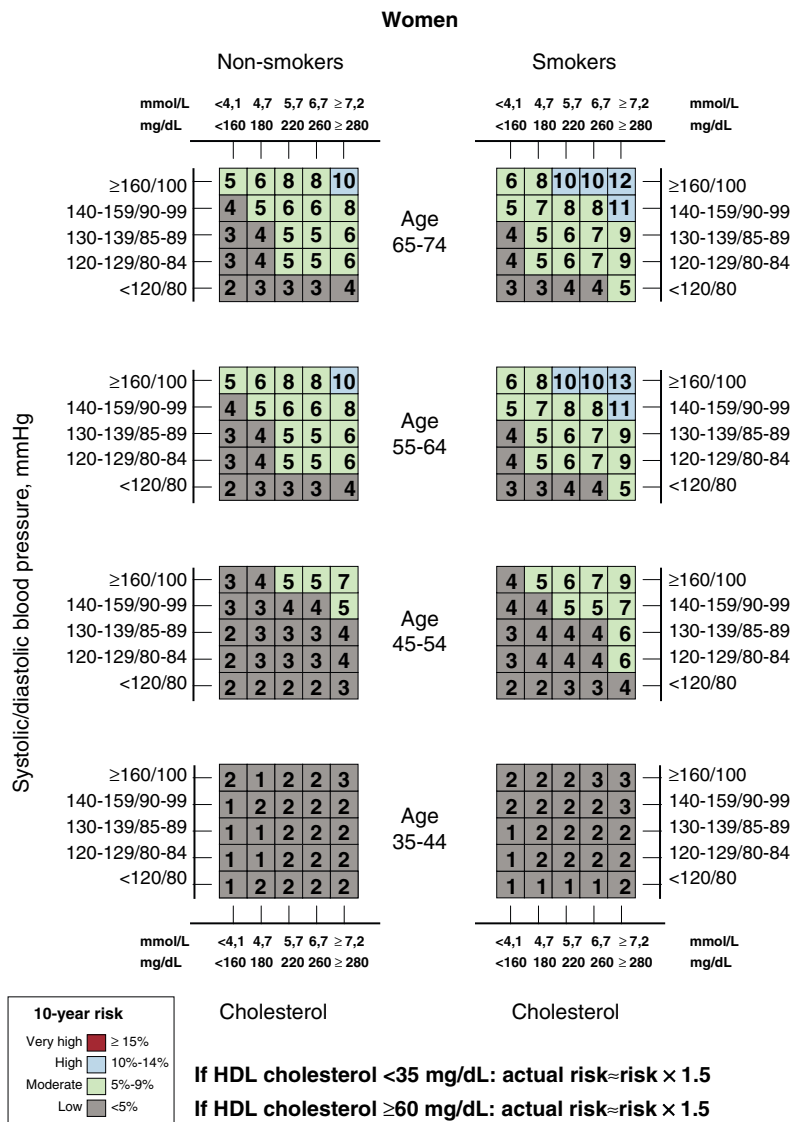 Women
Non-smokers Smokers
mmol/L <4,1 4,7 5,7 6,7 ≥ 7,2 <4,1 4,7 5,7 6,7 ≥ 7,2 mmol/L
mg/dL <160 180 220 260 ≥ 280 <160 180 220 260 ≥ 280 mg/dL
Systolic/diastolic blood pressure, mmHg
≥160/100 5 6 8 8 10 6 8 10 10 12 ≥160/100
140-159/90-99 4 5 6 6 8 5 7 8 8 11 140-159/90-99
130-139/85-89 3 4 5 5 6 4 5 6 7 9 130-139/85-89
120-129/80-84 3 4 5 5 6 4 5 6 7 9 120-129/80-84
<120/80 2 3 3 3 4 3 3 4 4 5 <120/80
Age
65-74
≥160/100 5 6 8 8 10 6 8 10 10 13 ≥160/100
140-159/90-99 4 5 6 6 8 5 7 8 8 11 140-159/90-99
130-139/85-89 3 4 5 5 6 4 5 6 7 9 130-139/85-89
120-129/80-84 3 4 5 5 6 4 5 6 7 9 120-129/80-84
<120/80 2 3 3 3 4 3 3 4 4 5 <120/80
Age
55-64
≥160/100 3 4 5 5 7 4 5 6 7 9 ≥160/100
140-159/90-99 3 3 4 4 5 4 4 5 5 7 140-159/90-99
130-139/85-89 2 3 3 3 4 3 4 4 4 6 130-139/85-89
120-129/80-84 2 3 3 3 4 3 4 4 4 6 120-129/80-84
<120/80 2 2 2 2 3 2 2 3 3 4 <120/80
Age
45-54
≥160/100 2 1 2 2 3 2 2 2 3 3 ≥160/100
140-159/90-99 1 2 2 2 2 2 2 2 2 3 140-159/90-99
130-139/85-89 1 1 2 2 2 1 2 2 2 2 130-139/85-89
120-129/80-84 1 1 2 2 2 1 2 2 2 2 120-129/80-84
<120/80 1 2 2 2 2 1 1 1 1 2 <120/80
Age
35-44
mmol/L <4,1 4,7 5,7 6,7 ≥ 7,2 <4,1 4,7 5,7 6,7 ≥ 7,2 mmol/L
mg/dL <160 180 220 260 ≥ 280 <160 180 220 260 ≥ 280 mg/dL
Cholesterol Cholesterol
10-year risk
Very high ≥ 15%
High 10%-14%
Moderate 5%-9%
Low <5%
If HDL cholesterol <35 mg/dL: actual risk≈risk × 1.5
If HDL cholesterol ≥60 mg/dL: actual risk≈risk × 1.5